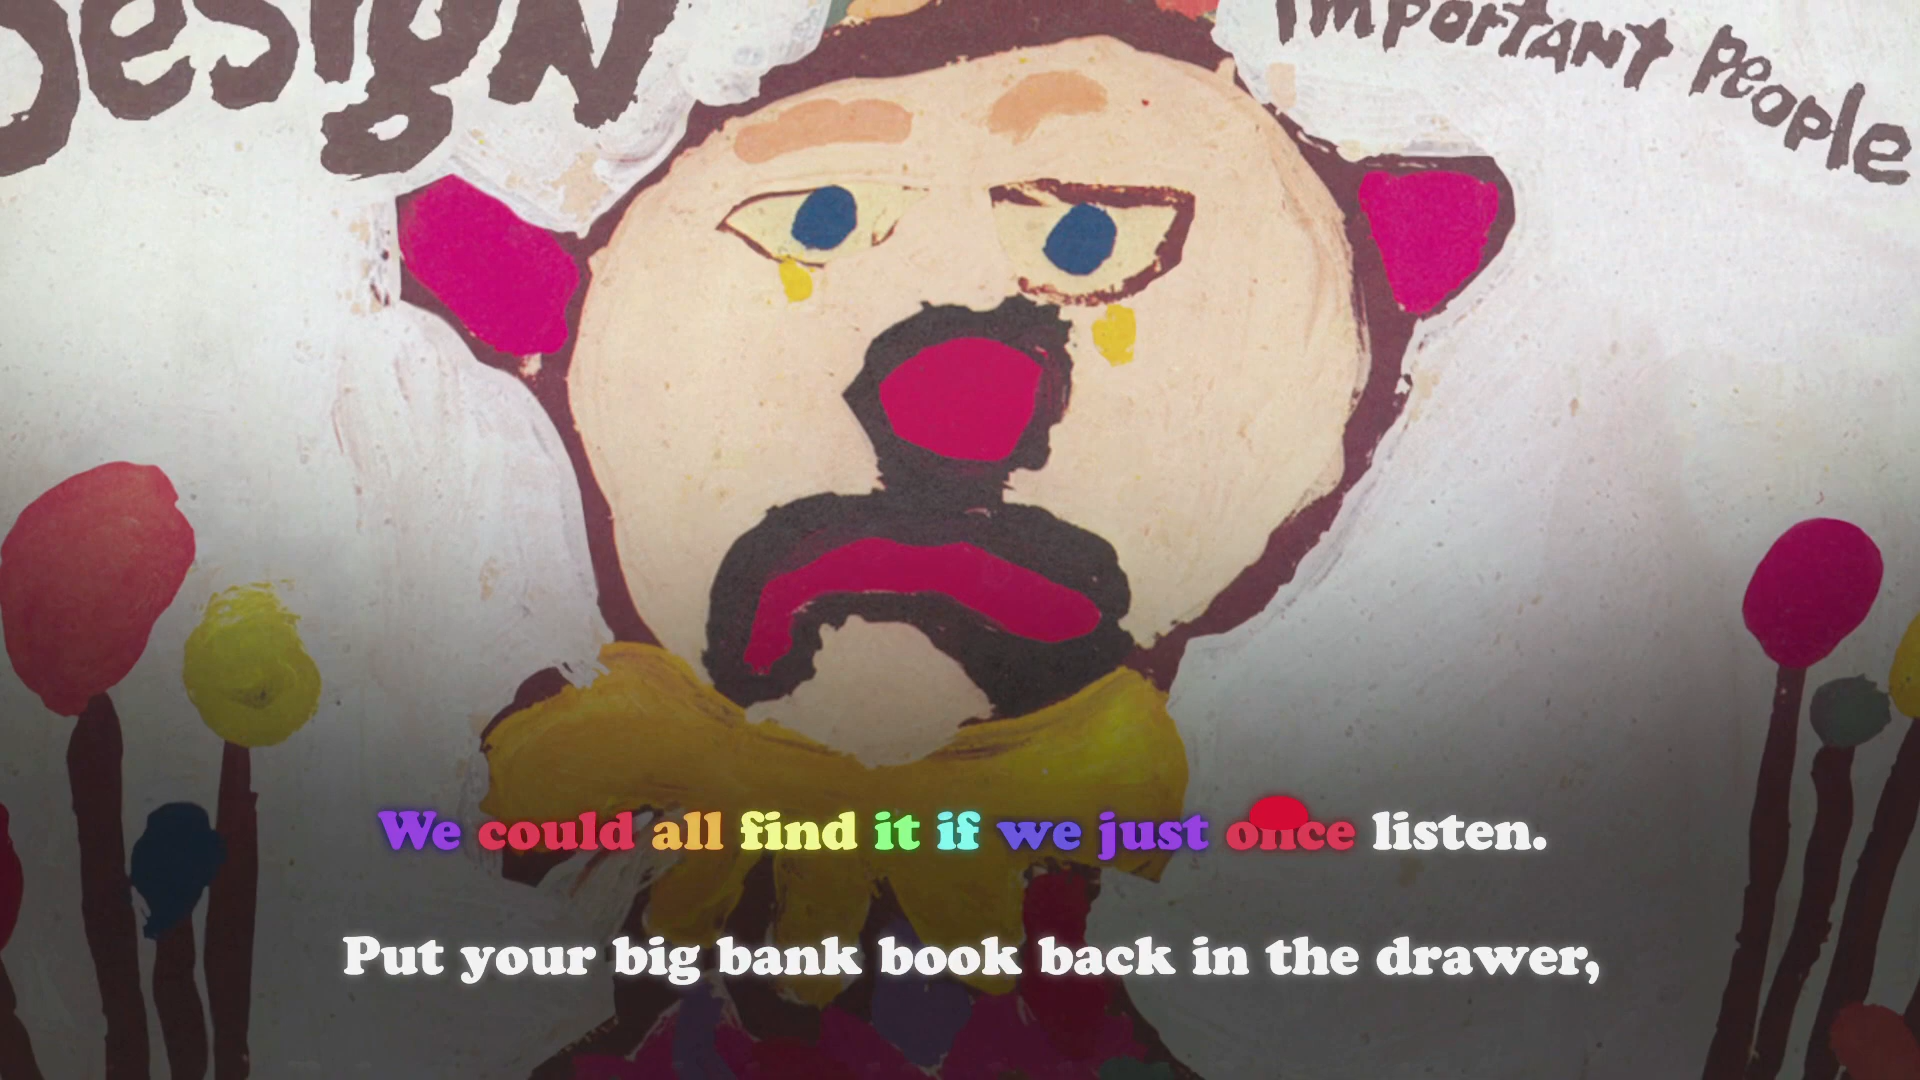 Design
Important People
We could all find it if we just once listen.
Put your big bank book back in the drawer,